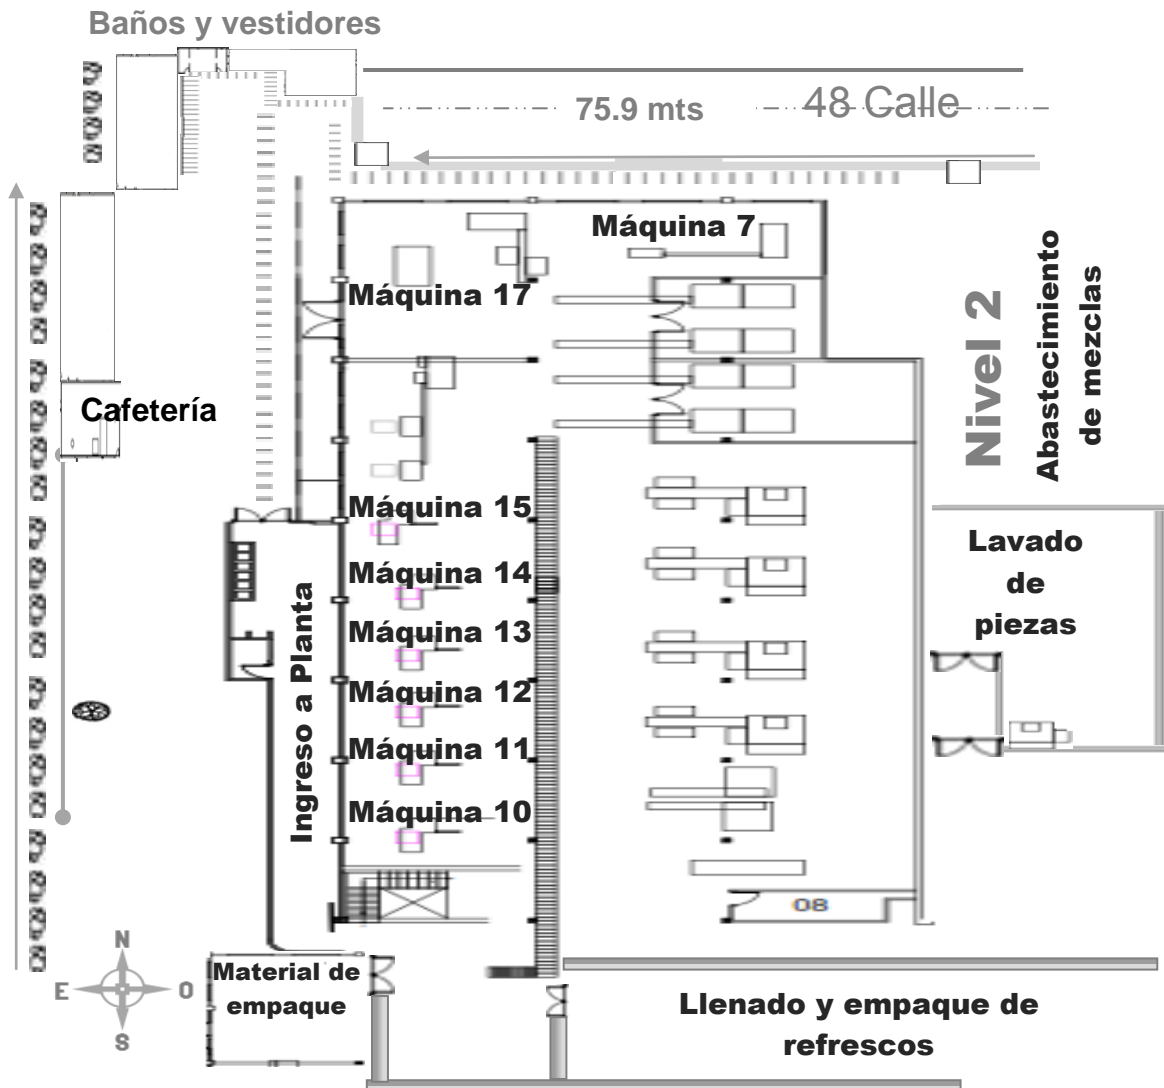 Baños y vestidores
75.9 mts
48 Calle
Máquina 7
Máquina 17
Nivel 2
Abastecimiento
de mezclas
Cafetería
Máquina 15
Máquina 14
Máquina 13
Máquina 12
Máquina 11
Máquina 10
Ingreso a Planta
Lavado
de
piezas
08
N
E
O
S
Material de
empaque
Llenado y empaque de
refrescos